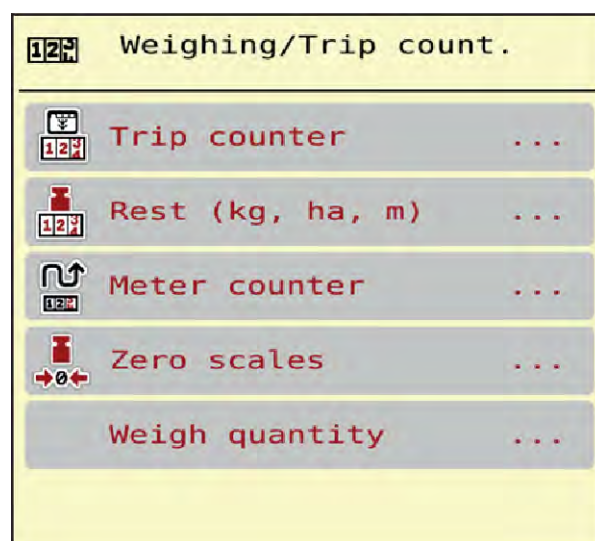 Weighing/Trip count.
Trip counter ...
Rest (kg, ha, m) ...
Meter counter ...
Zero scales ...
Weigh quantity ...